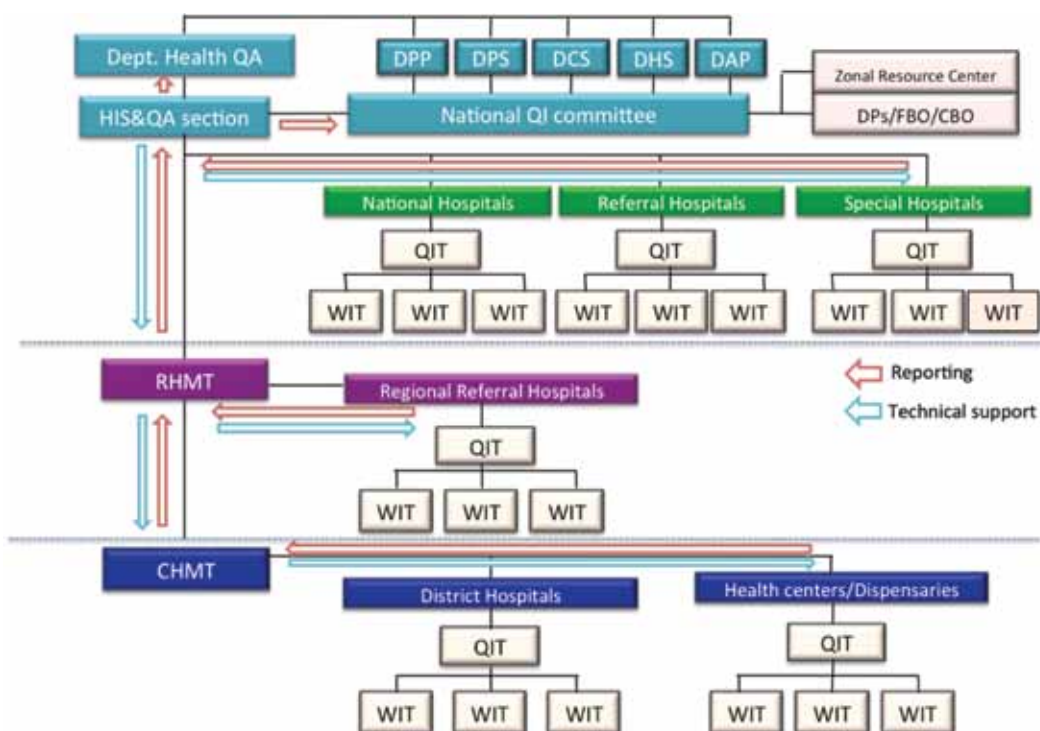 Dept. Health QA
DPP
DPS
DCS
DHS
DAP
Zonal Resource Center
HIS&QA section
National QI committee
DPs/FBO/CBO
National Hospitals
Referral Hospitals
Special Hospitals
QIT
QIT
QIT
WIT
WIT
WIT
WIT
WIT
WIT
WIT
WIT
WIT
RHMT
Regional Referral Hospitals
Reporting
Technical support
QIT
WIT
WIT
WIT
CHMT
District Hospitals
Health centers/Dispensaries
QIT
QIT
WIT
WIT
WIT
WIT
WIT
WIT